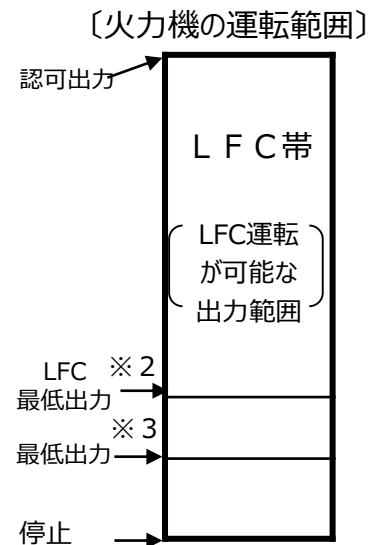 〔火力機の運転範囲〕
認可出力
ＬＦＣ帯
LFC運転
が可能な
出力範囲
LFC ※２
最低出力
※３
最低出力
停止